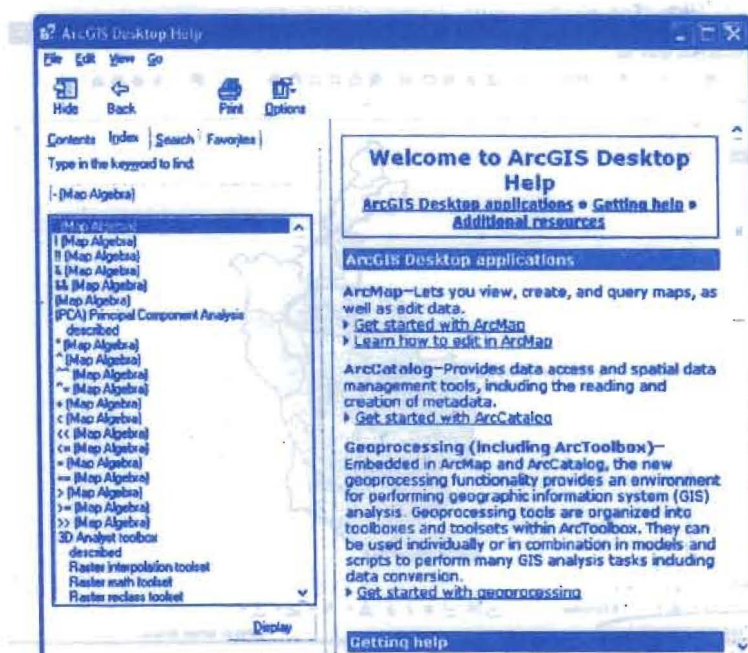 ArcGIS Desktop Help
File Edit View Go
Hide Back Print Options
Contents Index Search Favorites
Type in the keyword to find:
- (Map Algebra)
(Map Algebra)
! (Map Algebra)
!! (Map Algebra)
& (Map Algebra)
&& (Map Algebra)
(Map Algebra)
(PCA) Principal Component Analysis
described
* (Map Algebra)
^ (Map Algebra)
(Map Algebra)
^= (Map Algebra)
+ (Map Algebra)
< (Map Algebra)
<< (Map Algebra)
<= (Map Algebra)
= (Map Algebra)
== (Map Algebra)
> (Map Algebra)
>= (Map Algebra)
>> (Map Algebra)
3D Analyst toolbox
described
Raster interpolation toolset
Raster math toolset
Raster reclass toolset
Display
Welcome to ArcGIS Desktop
Help
ArcGIS Desktop applications • Getting help •
Additional resources
ArcGIS Desktop applications
ArcMap—Lets you view, create, and query maps, as
well as edit data.
Get started with ArcMap
Learn how to edit in ArcMap
ArcCatalog—Provides data access and spatial data
management tools, including the reading and
creation of metadata.
Get started with ArcCatalog
Geoprocessing (including ArcToolbox)—
Embedded in ArcMap and ArcCatalog, the new
geoprocessing functionality provides an environment
for performing geographic information system (GIS)
analysis. Geoprocessing tools are organized into
toolboxes and toolsets within ArcToolbox. They can
be used individually or in combination in models and
scripts to perform many GIS analysis tasks including
data conversion.
Get started with geoprocessing
Getting help